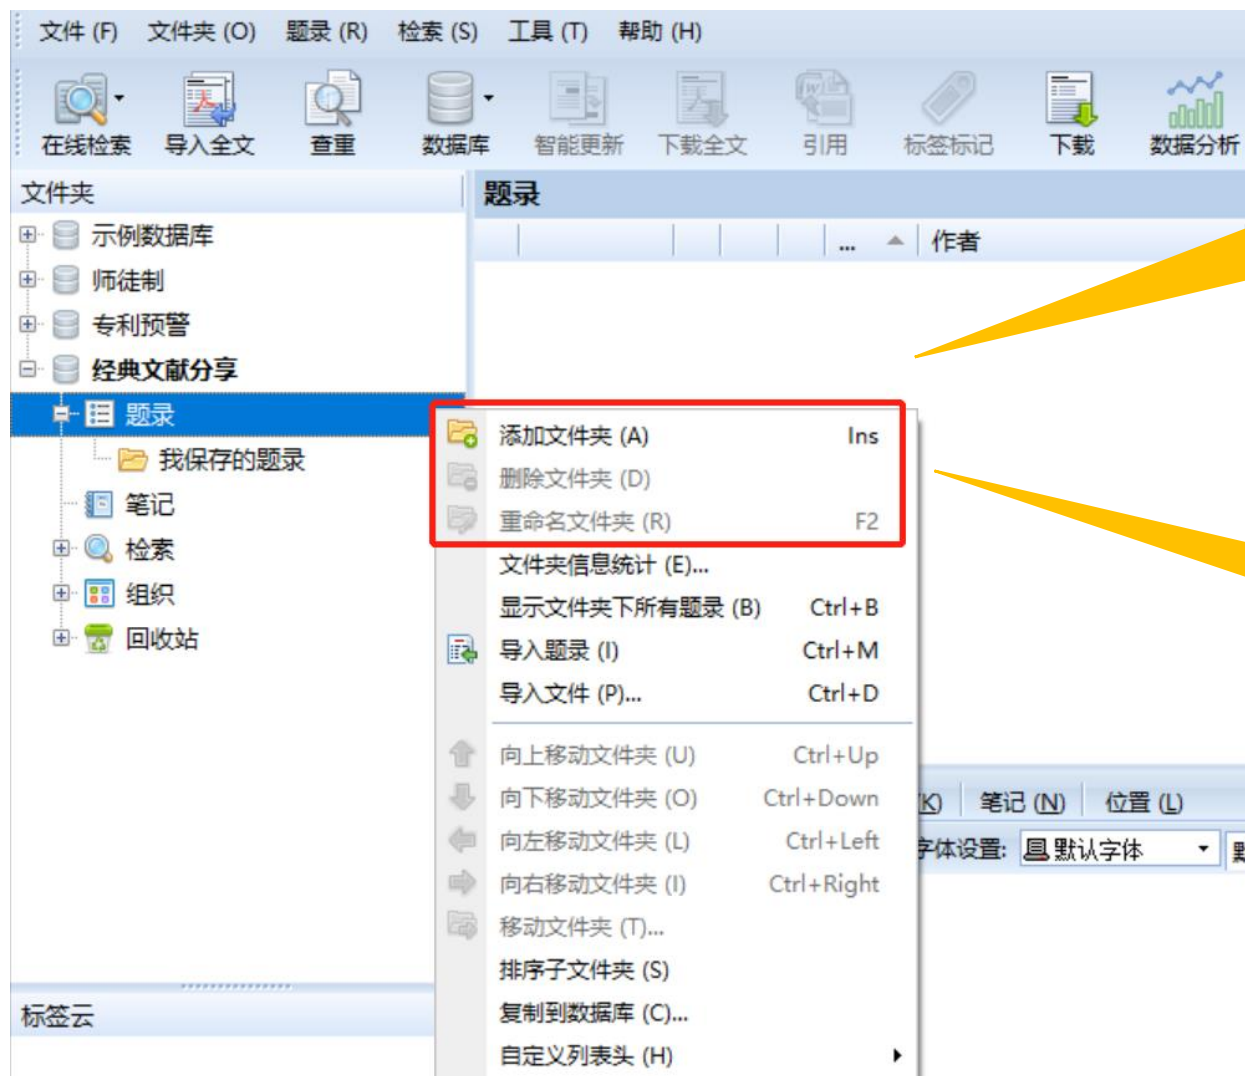 文件 (F) 文件夹 (O) 题录 (R) 检索 (S) 工具 (T) 帮助 (H)
在线检索 导入全文 查重 数据库 智能更新 下载全文 引用 标签标记 下载 数据分析
文件夹
题录
... 作者
示例数据库
师徒制
专利预警
经典文献分享
题录
我保存的题录
笔记
检索
组织
回收站
添加文件夹 (A) Ins
删除文件夹 (D)
重命名文件夹 (R) F2
文件夹信息统计 (E)...
显示文件夹下所有题录 (B) Ctrl+B
导入题录 (I) Ctrl+M
导入文件 (P)... Ctrl+D
向上移动文件夹 (U) Ctrl+Up
向下移动文件夹 (O) Ctrl+Down
向左移动文件夹 (L) Ctrl+Left
向右移动文件夹 (I) Ctrl+Right
移动文件夹 (T)...
排序子文件夹 (S)
复制到数据库 (C)...
自定义列表头 (H)
K) 笔记 (N) 位置 (L)
字体设置: 默认字体
标签云